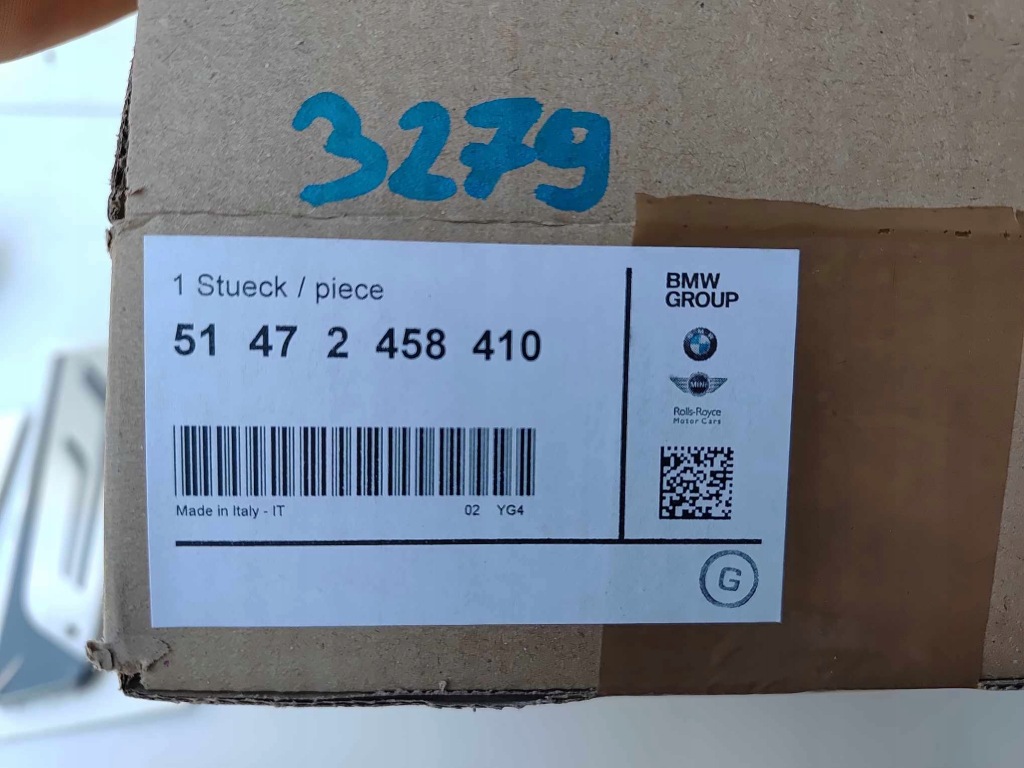 3279
1 Stueck / piece
51 47 2 458 410
Made in Italy - IT
02 YG4
BMW
GROUP
MINI
Rolls-Royce
Motor Cars
G